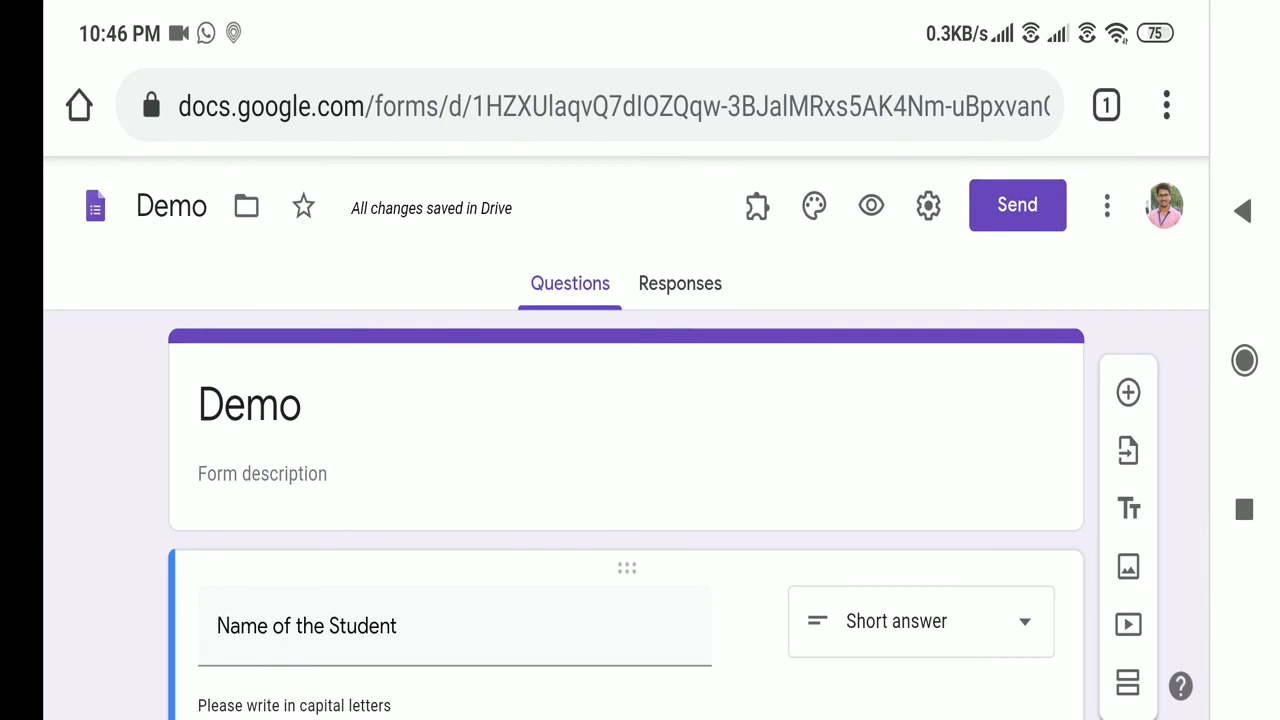 10:46 PM
0.3KB/s
75
docs.google.com/forms/d/1HZXUlaqvQ7dIOZQqw-3BJalMRxs5AK4Nm-uBpxvan
1
Demo
All changes saved in Drive
Send
Questions
Responses
Demo
Form description
Name of the Student
Short answer
Please write in capital letters